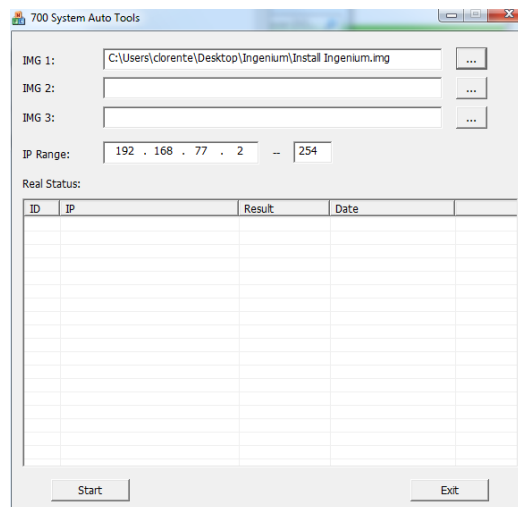 700 System Auto Tools
IMG 1: C:\Users\clorente\Desktop\Ingenium\Install Ingenium.img ...
IMG 2: ...
IMG 3: ...
IP Range: 192 . 168 . 77 . 2 -- 254
Real Status:
ID IP Result Date
Start Exit